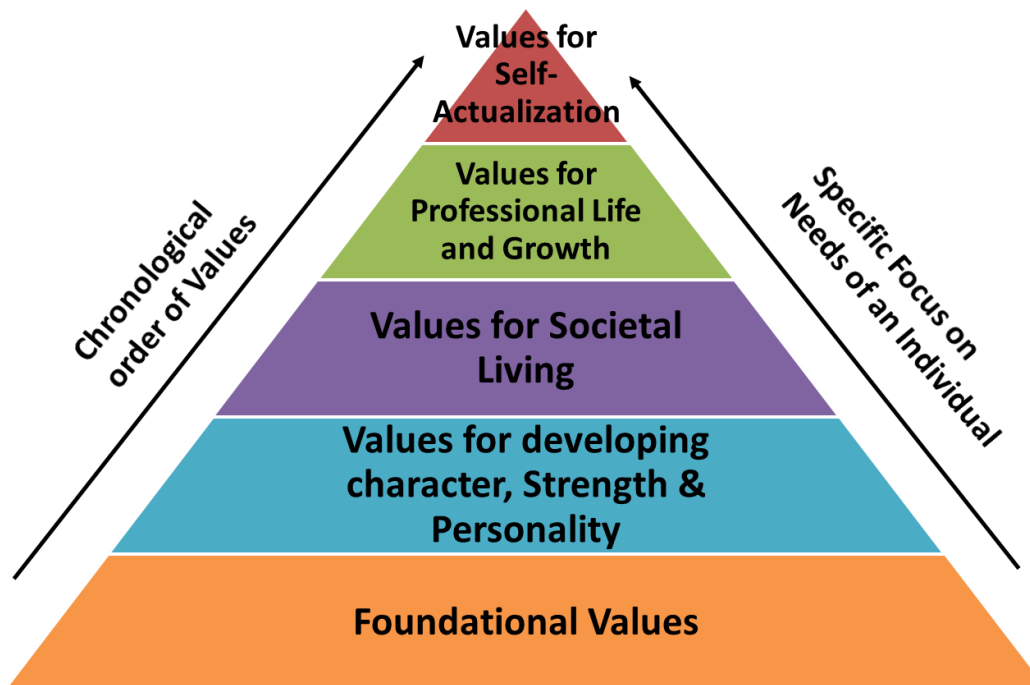 Values for
Self-
Actualization
Values for
Professional Life
and Growth
Values for Societal
Living
Values for developing
character, Strength &
Personality
Foundational Values
Chronological
order of Values
Specific Focus on
Needs of an Individual